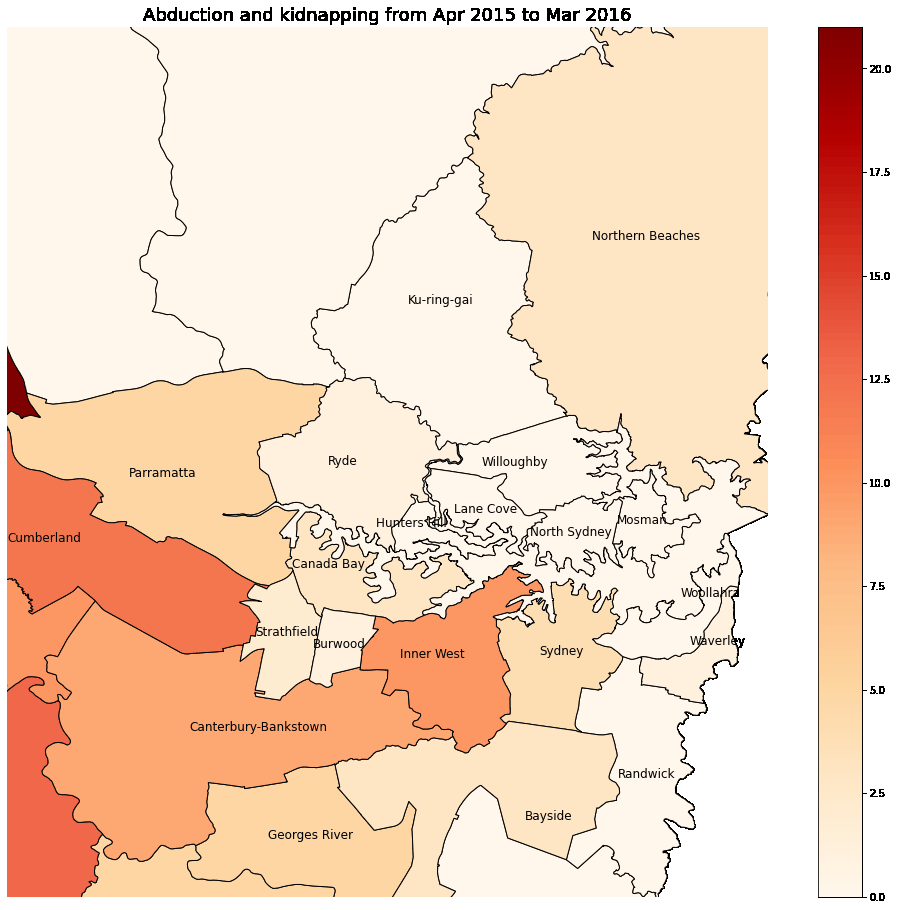 Abduction and kidnapping from Apr 2015 to Mar 2016
20.0
17.5
Northern Beaches
15.0
Ku-ring-gai
12.5
Ryde
Willoughby
Parramatta
10.0
Lane Cove
Hunters Hill
Mosman
North Sydney
Cumberland
Canada Bay
7.5
Woollahra
Strathfield
Burwood
Waverley
Inner West
Sydney
5.0
Canterbury-Bankstown
Randwick
2.5
Bayside
Georges River
0.0